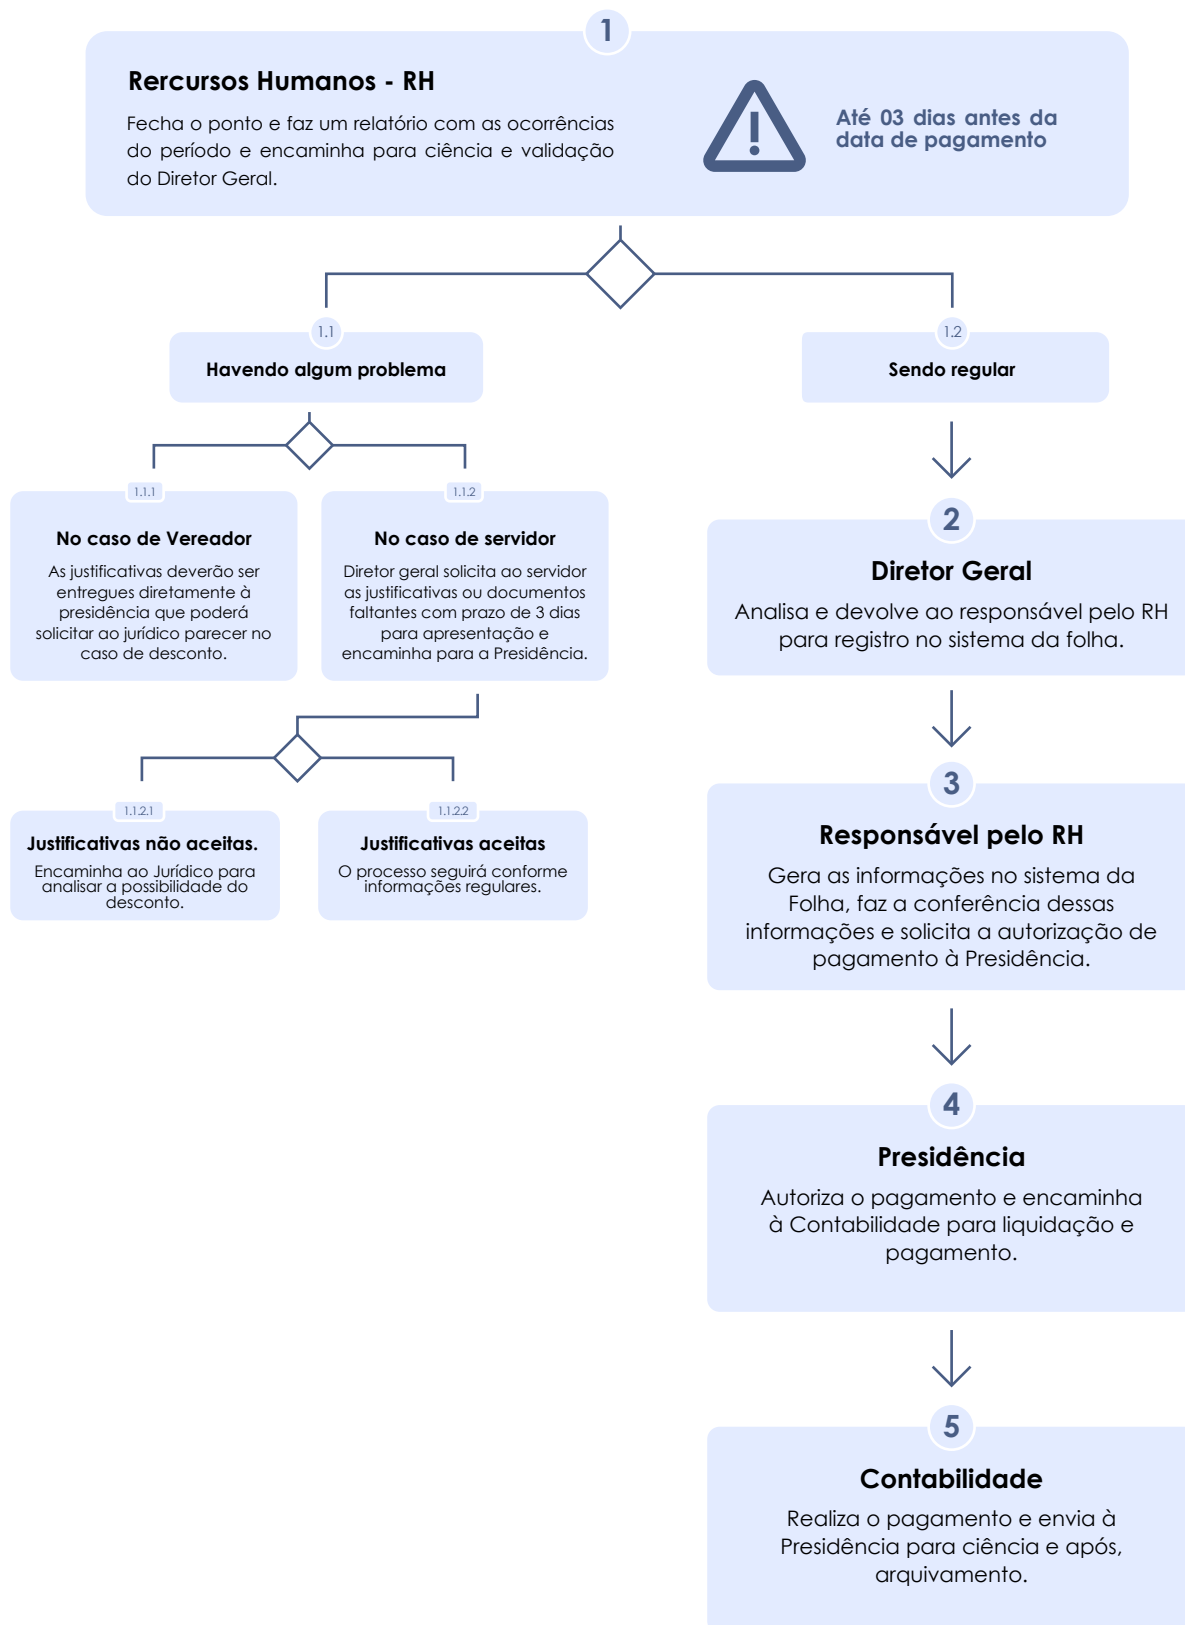 1
Rercursos Humanos - RH
Fecha o ponto e faz um relatório com as ocorrências
do período e encaminha para ciência e validação
do Diretor Geral.
Até 03 dias antes da
data de pagamento
1.1
Havendo algum problema
1.2
Sendo regular
1.1.1
No caso de Vereador
As justificativas deverão ser
entregues diretamente à
presidência que poderá
solicitar ao jurídico parecer no
caso de desconto.
1.1.2
No caso de servidor
Diretor geral solicita ao servidor
as justificativas ou documentos
faltantes com prazo de 3 dias
para apresentação e
encaminha para a Presidência.
1.1.2.1
Justificativas não aceitas.
Encaminha ao Jurídico para
analisar a possibilidade do
desconto.
1.1.2.2
Justificativas aceitas
O processo seguirá conforme
informações regulares.
2
Diretor Geral
Analisa e devolve ao responsável pelo RH
para registro no sistema da folha.
3
Responsável pelo RH
Gera as informações no sistema da
Folha, faz a conferência dessas
informações e solicita a autorização de
pagamento à Presidência.
4
Presidência
Autoriza o pagamento e encaminha
à Contabilidade para liquidação e
pagamento.
5
Contabilidade
Realiza o pagamento e envia à
Presidência para ciência e após,
arquivamento.